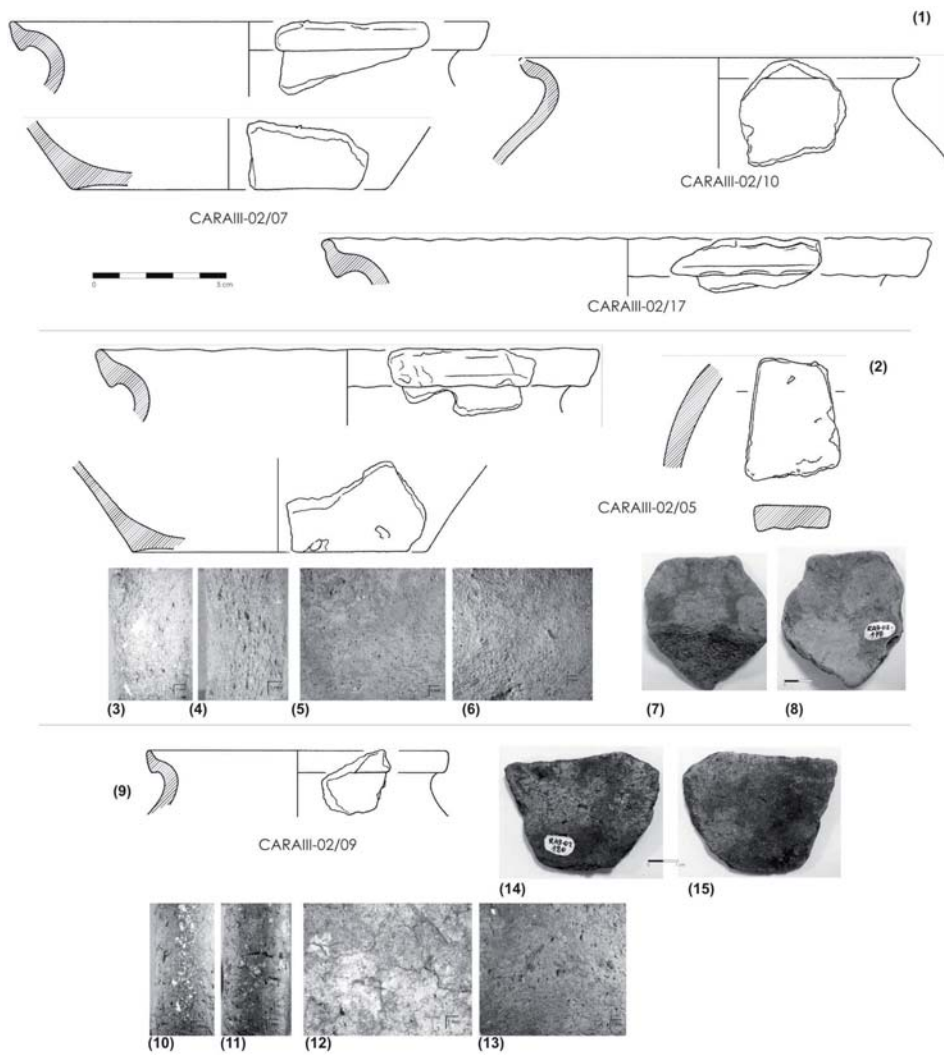 (1)
CARAIII-02/10
CARAIII-02/07
0
5 cm
CARAIII-02/17
(2)
CARAIII-02/05
(3)
(4)
(5)
(6)
(7)
(8)
(9)
CARAIII-02/09
(14)
(15)
(10)
(11)
(12)
(13)